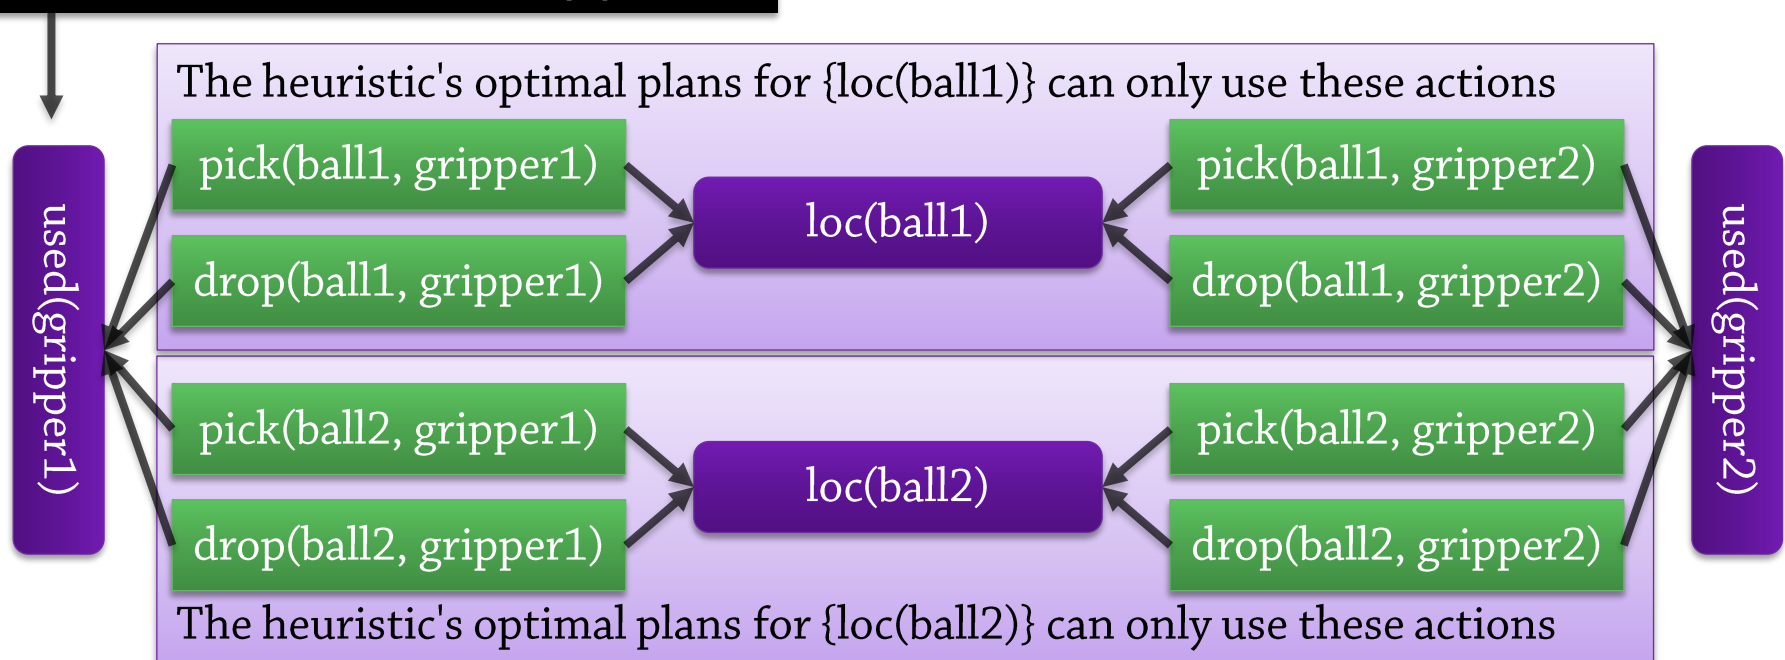 The heuristic's optimal plans for {loc(ball1)} can only use these actions
pick(ball1, gripper1)
pick(ball1, gripper2)
loc(ball1)
drop(ball1, gripper1)
drop(ball1, gripper2)
used(gripper1)
used(gripper2)
pick(ball2, gripper1)
pick(ball2, gripper2)
loc(ball2)
drop(ball2, gripper1)
drop(ball2, gripper2)
The heuristic's optimal plans for {loc(ball2)} can only use these actions